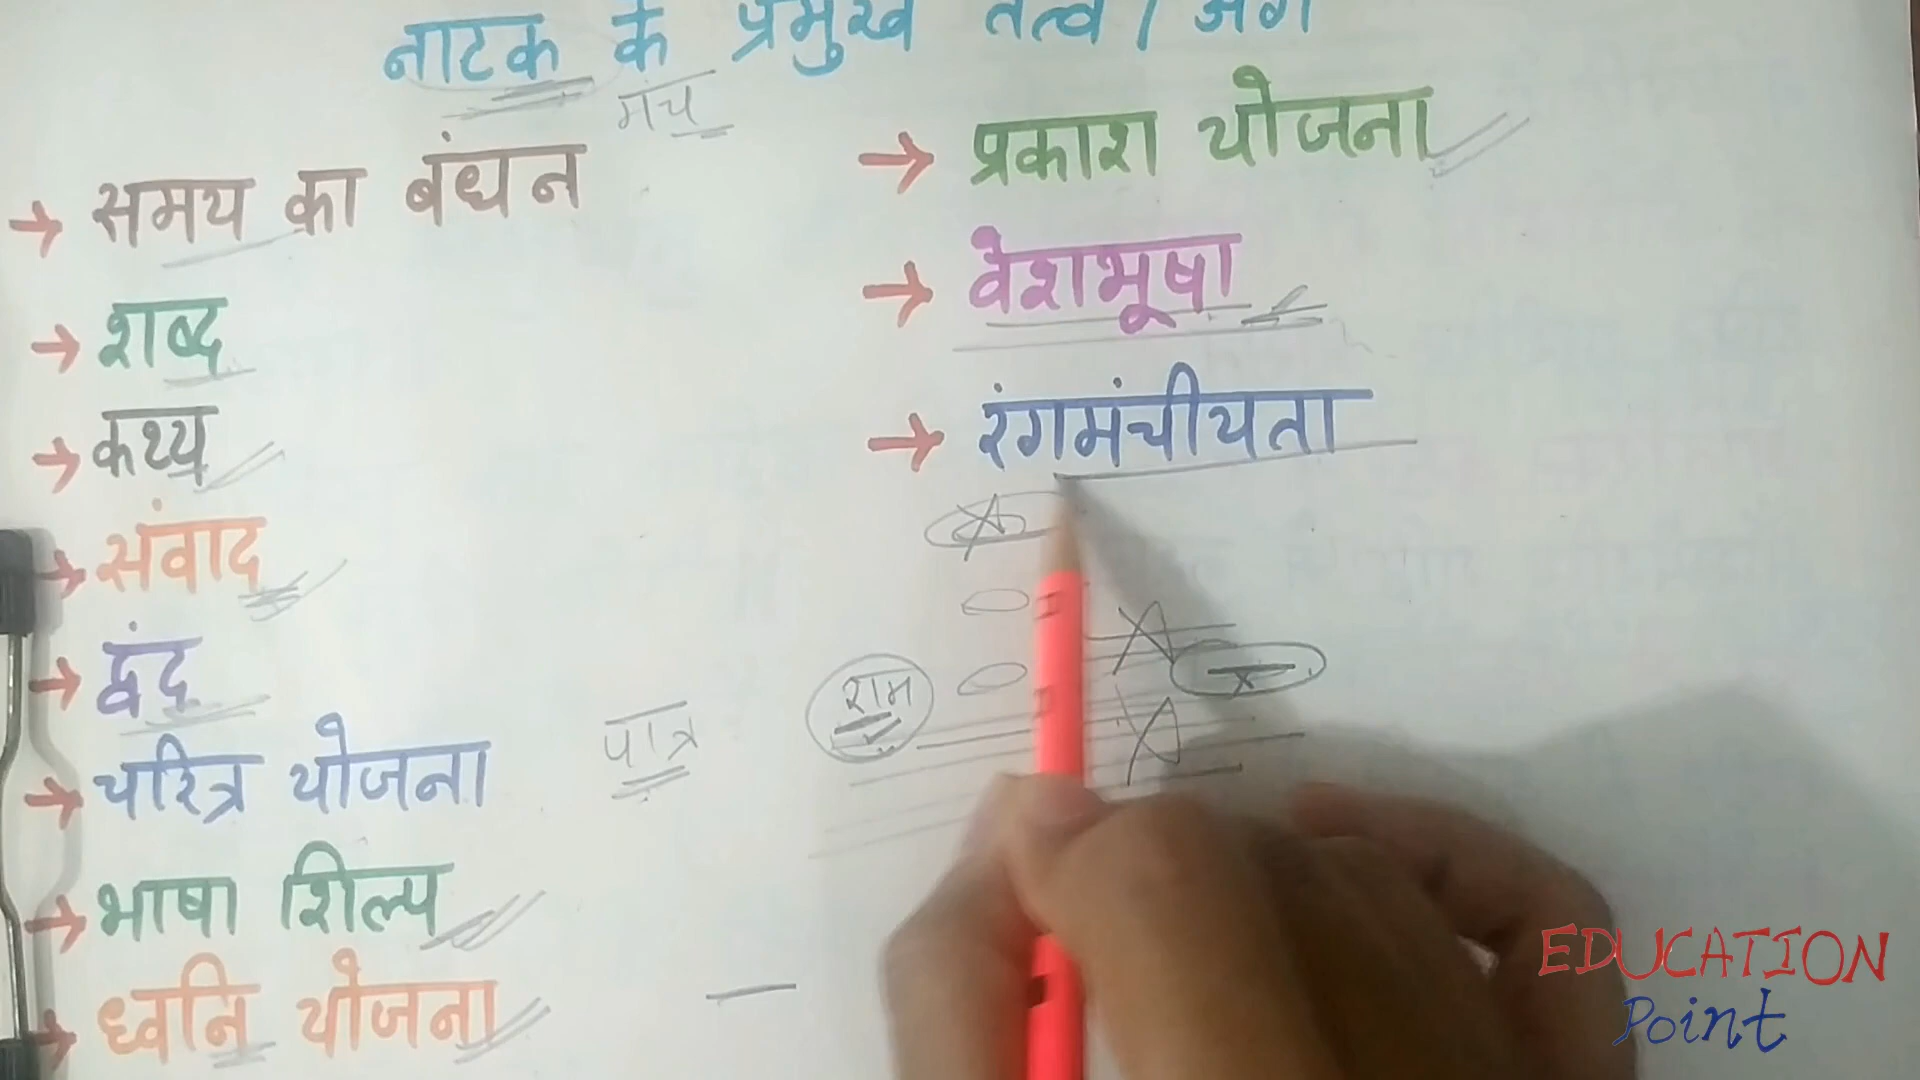 नाटक के प्रमुख तत्व / अंग
मंच
→ समय का बंधन
→ शब्द
→ कथ्य
→ संवाद
→ द्वंद
→ चरित्र योजना
→ भाषा शिल्प
→ ध्वनि योजना
→ प्रकाश योजना
→ वेशभूषा
→ रंगमंचीयता
पात्र
राम
EDUCATION
Point